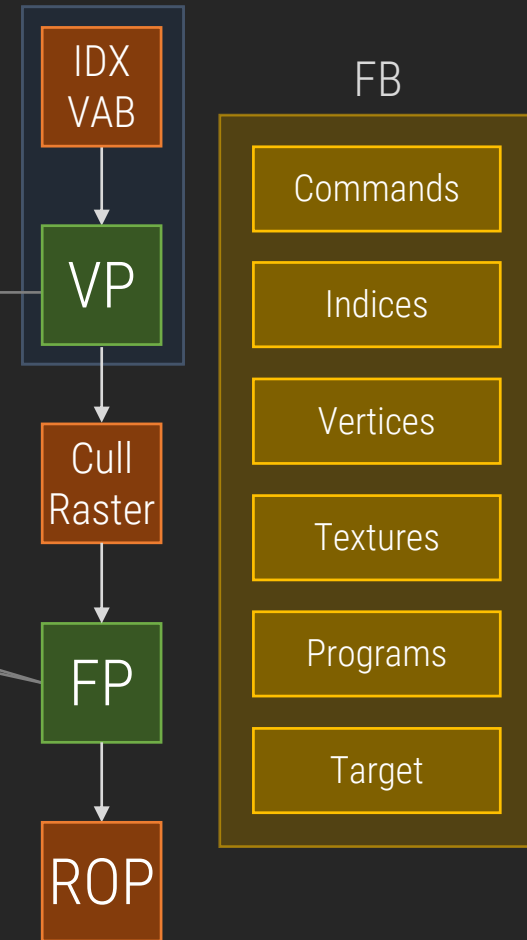 IDX
VAB
VP
Cull
Raster
FP
ROP
FB
Commands
Indices
Vertices
Textures
Programs
Target